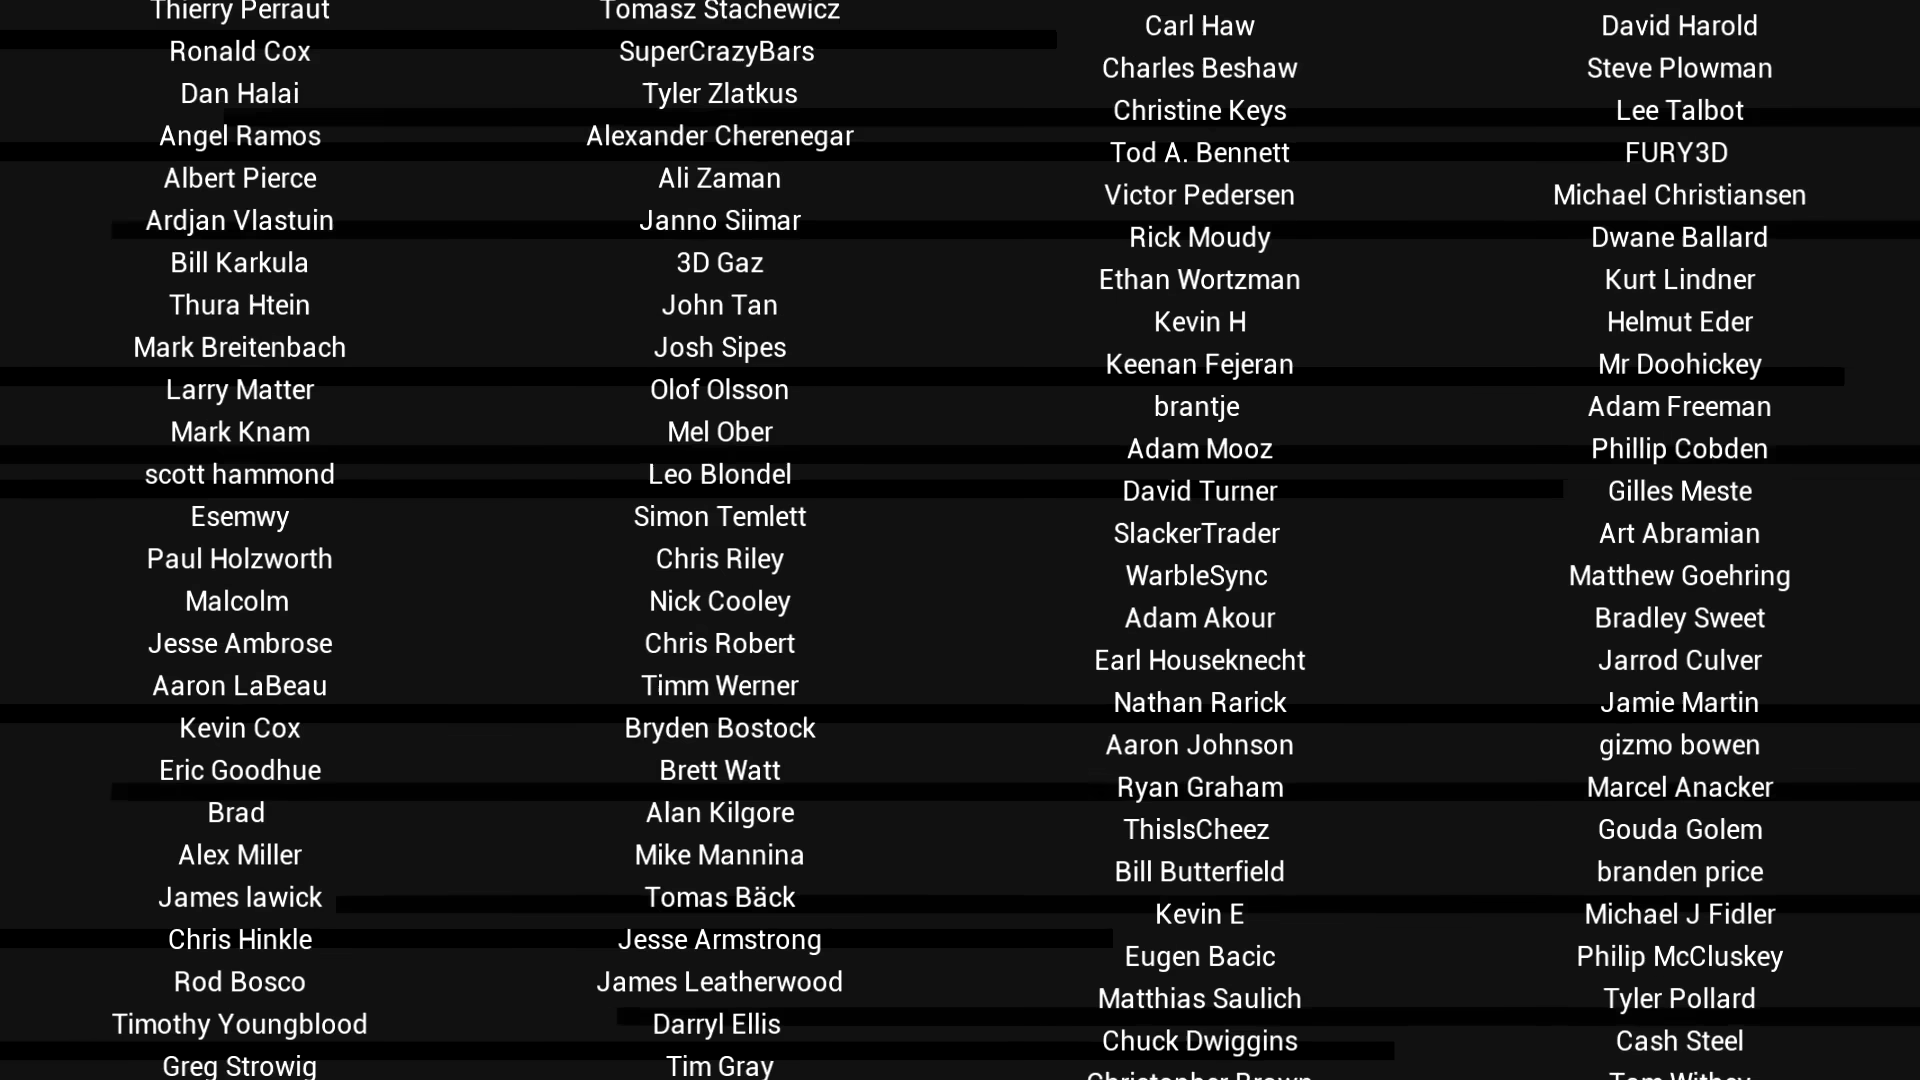 Thierry Perraut
Ronald Cox
Dan Halai
Angel Ramos
Albert Pierce
Ardjan Vlastuin
Bill Karkula
Thura Htein
Mark Breitenbach
Larry Matter
Mark Knam
scott hammond
Esemwy
Paul Holzworth
Malcolm
Jesse Ambrose
Aaron LaBeau
Kevin Cox
Eric Goodhue
Brad
Alex Miller
James lawick
Chris Hinkle
Rod Bosco
Timothy Youngblood
Greg Strowig
Tomasz Stachewicz
SuperCrazyBars
Tyler Zlatkus
Alexander Cherenegar
Ali Zaman
Janno Siimar
3D Gaz
John Tan
Josh Sipes
Olof Olsson
Mel Ober
Leo Blondel
Simon Temlett
Chris Riley
Nick Cooley
Chris Robert
Timm Werner
Bryden Bostock
Brett Watt
Alan Kilgore
Mike Mannina
Tomas Bäck
Jesse Armstrong
James Leatherwood
Darryl Ellis
Tim Gray
Carl Haw
Charles Beshaw
Christine Keys
Tod A. Bennett
Victor Pedersen
Rick Moudy
Ethan Wortzman
Kevin H
Keenan Fejeran
brantje
Adam Mooz
David Turner
SlackerTrader
WarbleSync
Adam Akour
Earl Houseknecht
Nathan Rarick
Aaron Johnson
Ryan Graham
ThisIsCheez
Bill Butterfield
Kevin E
Eugen Bacic
Matthias Saulich
Chuck Dwiggins
Christopher Brown
David Harold
Steve Plowman
Lee Talbot
FURY3D
Michael Christiansen
Dwane Ballard
Kurt Lindner
Helmut Eder
Mr Doohickey
Adam Freeman
Phillip Cobden
Gilles Meste
Art Abramian
Matthew Goehring
Bradley Sweet
Jarrod Culver
Jamie Martin
gizmo bowen
Marcel Anacker
Gouda Golem
branden price
Michael J Fidler
Philip McCluskey
Tyler Pollard
Cash Steel